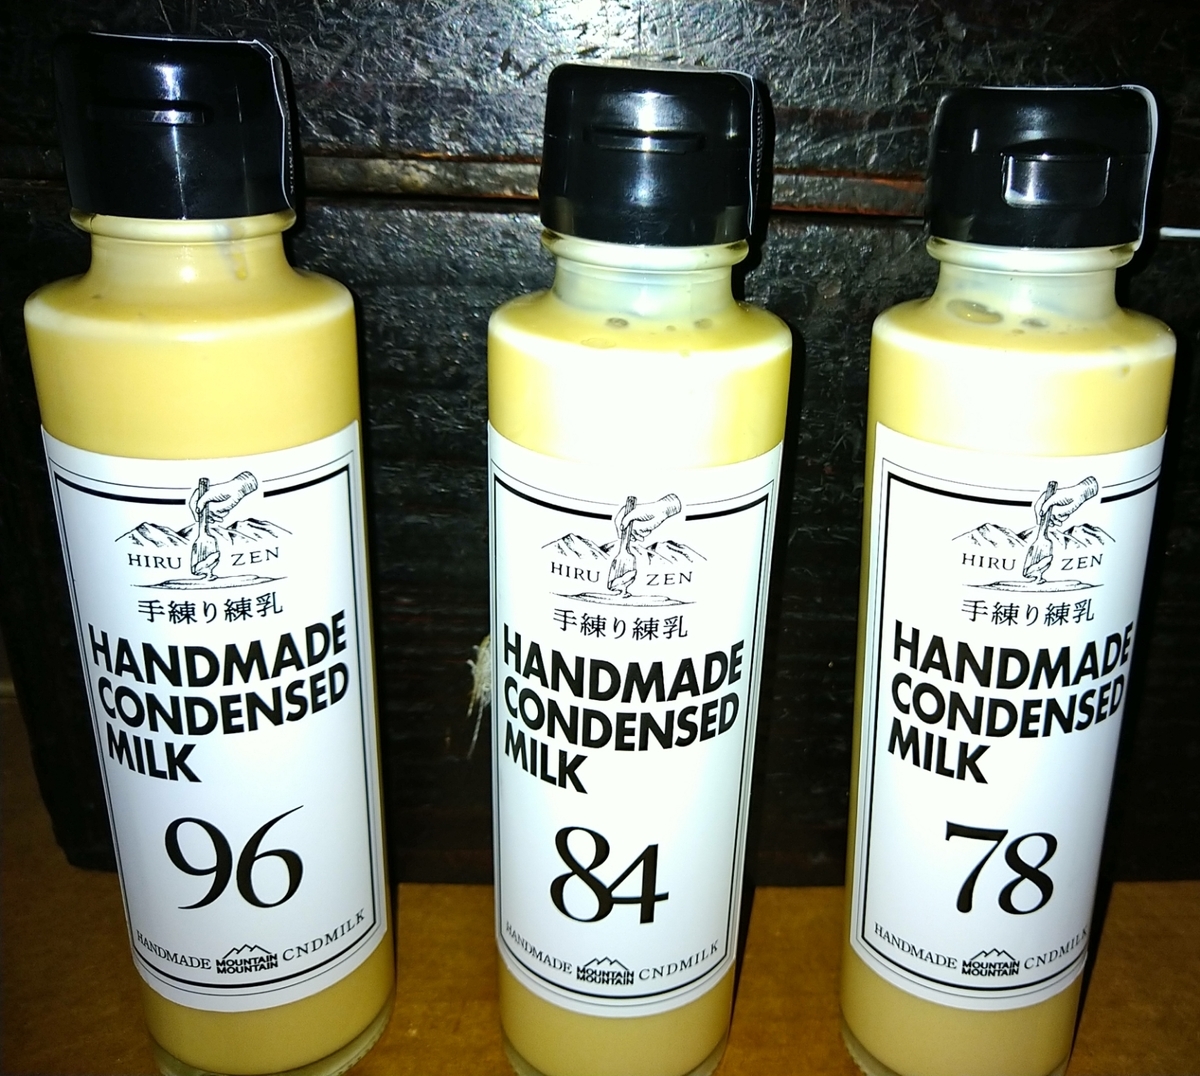 HIRU ZEN
手練り練乳
HANDMADE
CONDENSED
MILK
96
HANDMADE MOUNTAIN MOUNTAIN CNDMILK
HIRU ZEN
手練り練乳
HANDMADE
CONDENSED
MILK
84
HANDMADE MOUNTAIN MOUNTAIN CNDMILK
HIRU ZEN
手練り練乳
HANDMADE
CONDENSED
MILK
78
HANDMADE MOUNTAIN MOUNTAIN CNDMILK